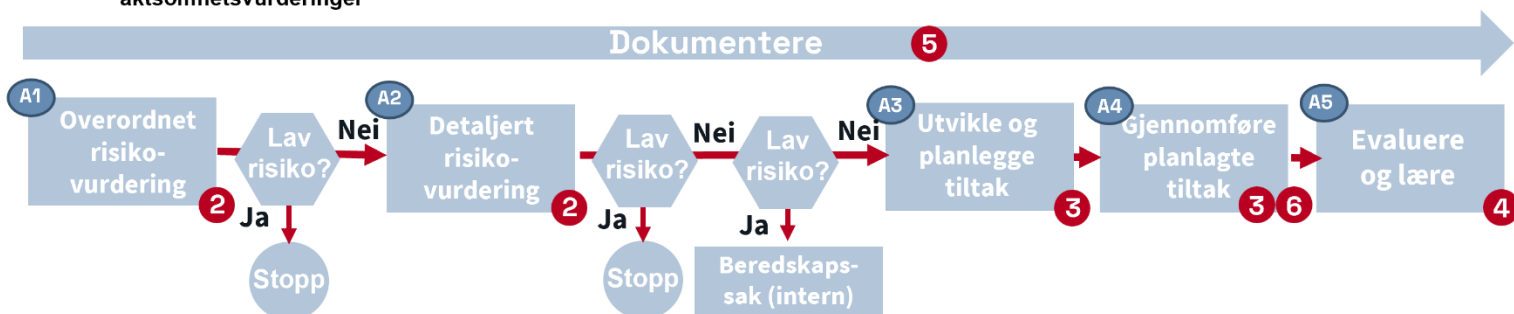 aktsomhetsvurderinger
Dokumentere 5
A1
Overordnet
risiko-
vurdering
2
Lav
risiko?
Nei
Ja
Stopp
A2
Detaljert
risiko-
vurdering
2
Lav
risiko?
Nei
Ja
Stopp
Lav
risiko?
Nei
Ja
Beredskaps-
sak (intern)
A3
Utvikle og
planlegge
tiltak
3
A4
Gjennomføre
planlagte
tiltak
3 6
A5
Evaluere
og lære
4